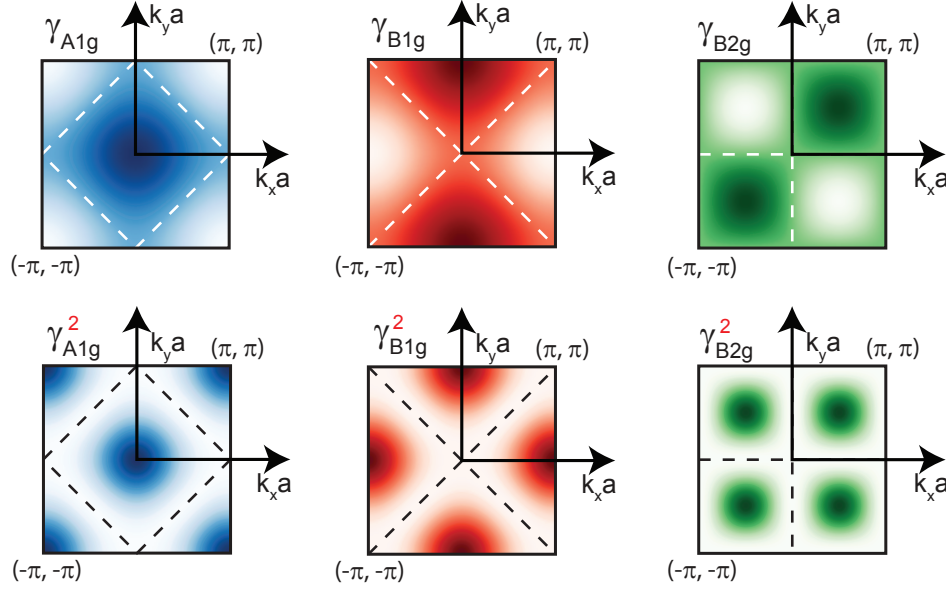 γA1g
kya
(π, π)
kxa
(-π, -π)
γB1g
kya
(π, π)
kxa
(-π, -π)
γB2g
kya
(π, π)
kxa
(-π, -π)
γ2A1g
kya
(π, π)
kxa
(-π, -π)
γ2B1g
kya
(π, π)
kxa
(-π, -π)
γ2B2g
kya
(π, π)
kxa
(-π, -π)